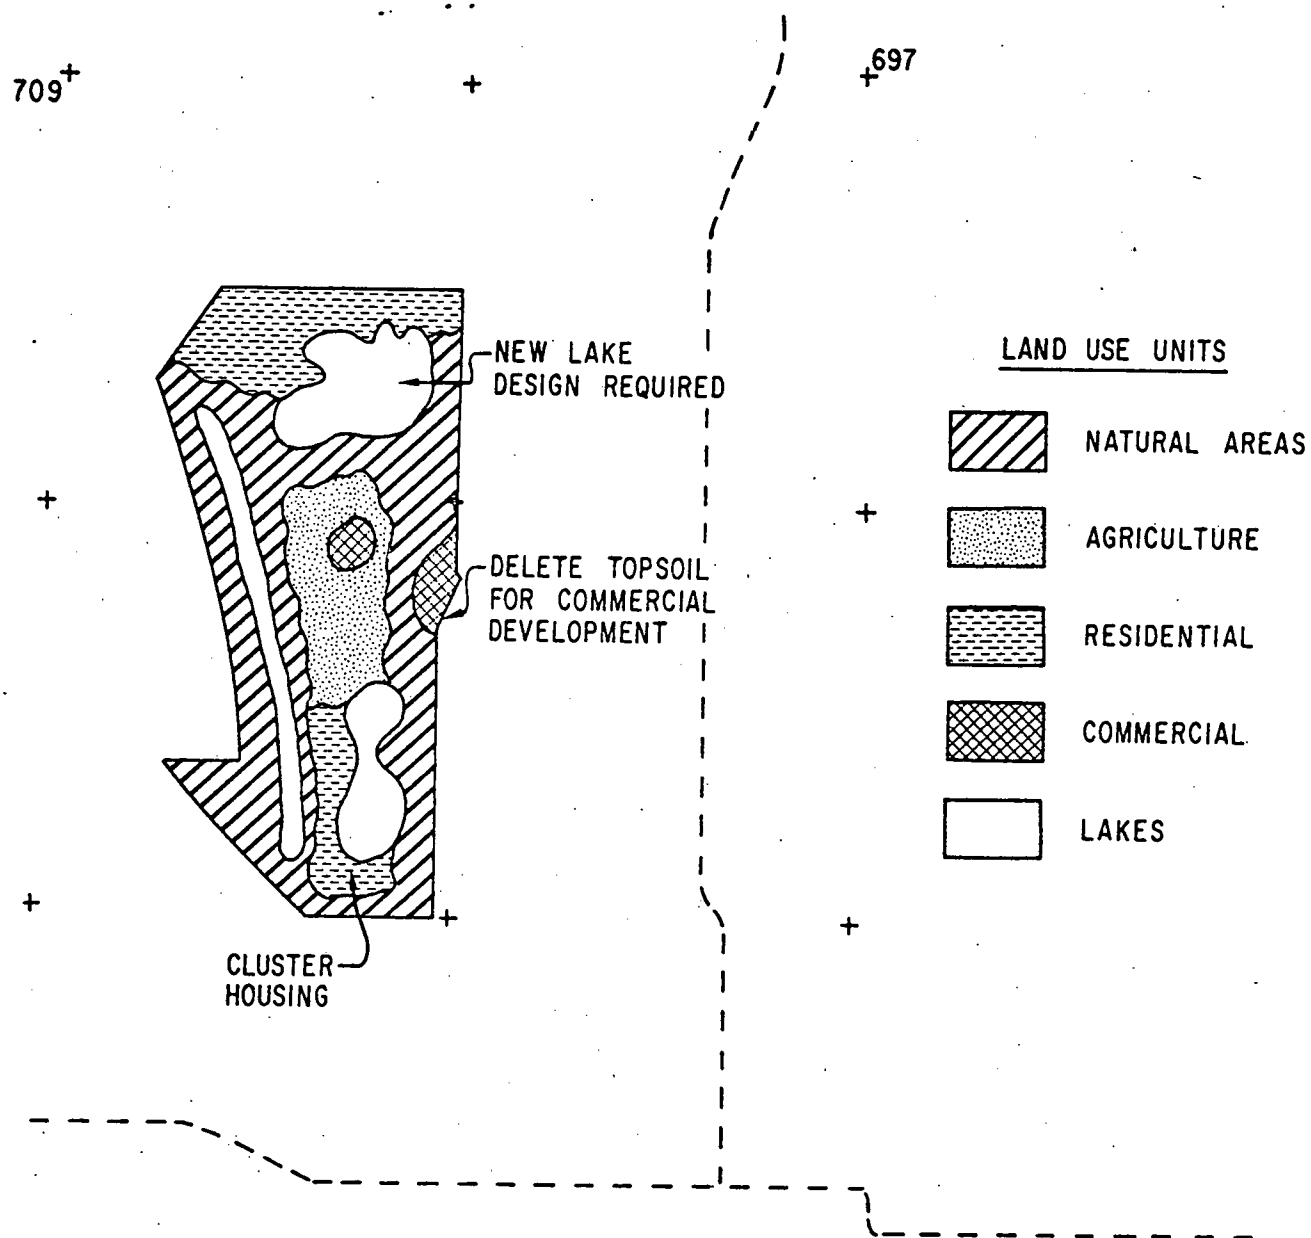 709
697
NEW LAKE
DESIGN REQUIRED
DELETE TOPSOIL
FOR COMMERCIAL
DEVELOPMENT
CLUSTER
HOUSING
LAND USE UNITS
NATURAL AREAS
AGRICULTURE
RESIDENTIAL
COMMERCIAL
LAKES